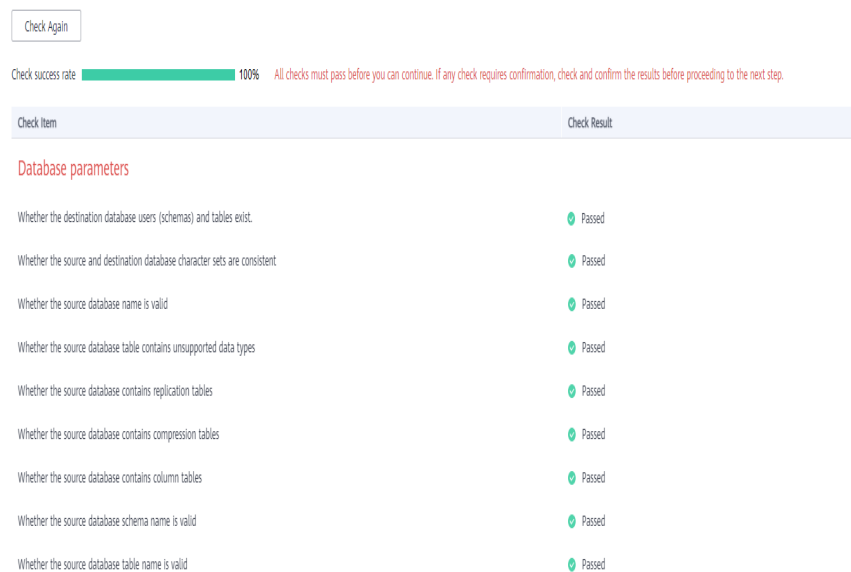 Check Again
Check success rate 100% All checks must pass before you can continue. If any check requires confirmation, check and confirm the results before proceeding to the next step.
Check Item Check Result
Database parameters
Whether the destination database users (schemas) and tables exist. Passed
Whether the source and destination database character sets are consistent Passed
Whether the source database name is valid Passed
Whether the source database table contains unsupported data types Passed
Whether the source database contains replication tables Passed
Whether the source database contains compression tables Passed
Whether the source database contains column tables Passed
Whether the source database schema name is valid Passed
Whether the source database table name is valid Passed